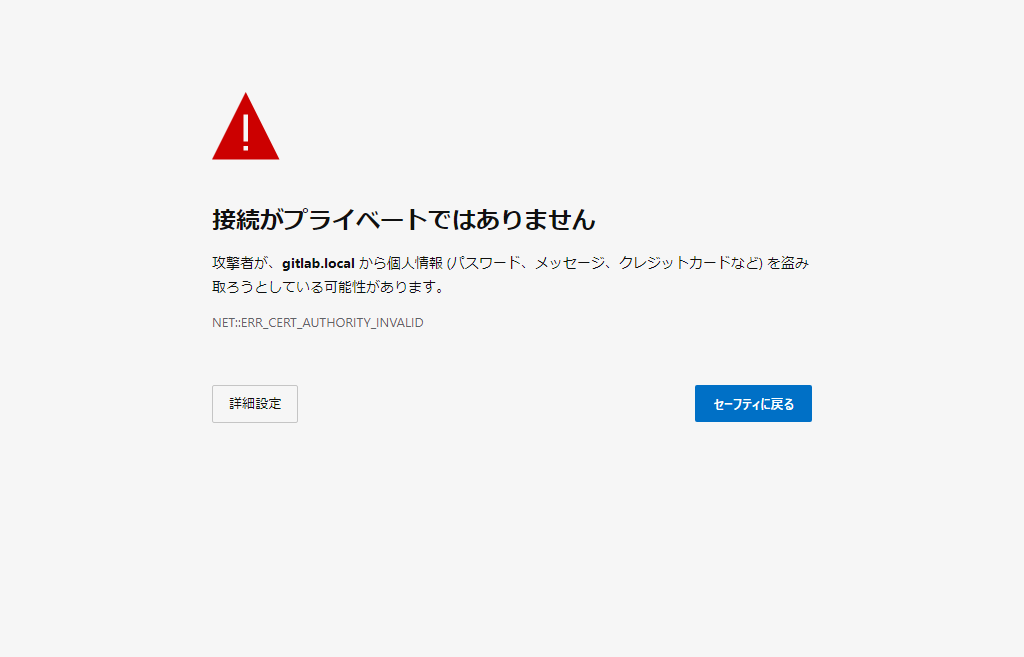 接続がプライベートではありません
攻撃者が、gitlab.local から個人情報 (パスワード、メッセージ、クレジットカードなど) を盗み
取ろうとしている可能性があります。
NET::ERR_CERT_AUTHORITY_INVALID
詳細設定
セーフティに戻る